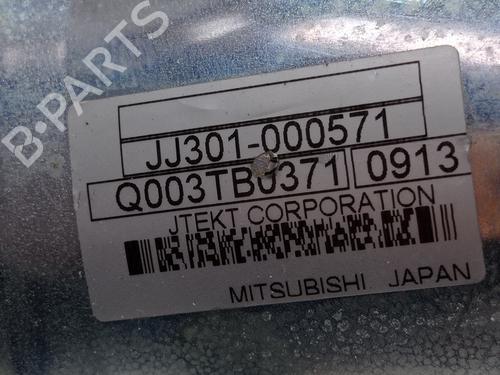 B-PARTS
JJ301-000571
Q003TB0371 0913
JTEKT CORPORATION
MITSUBISHI JAPAN